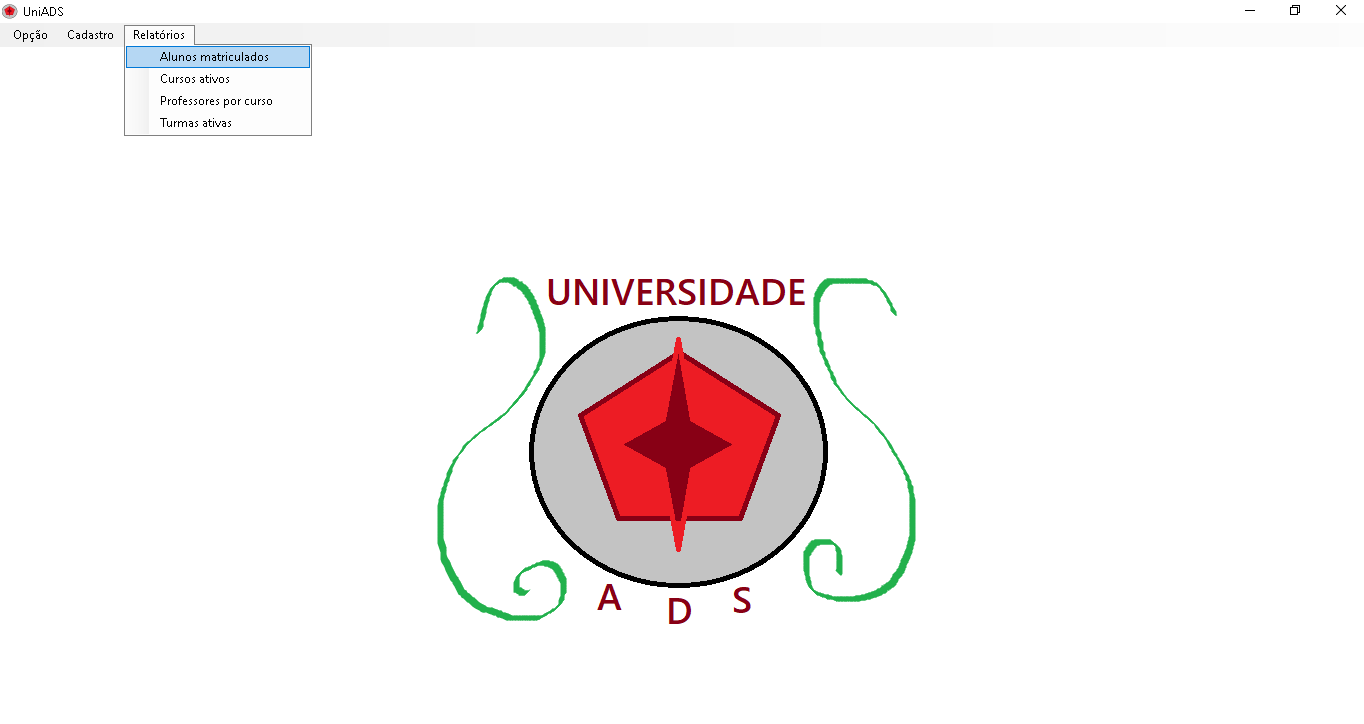 UniADS
Opção Cadastro Relatórios
Alunos matriculados
Cursos ativos
Professores por curso
Turmas ativas
UNIVERSIDADE
A D S